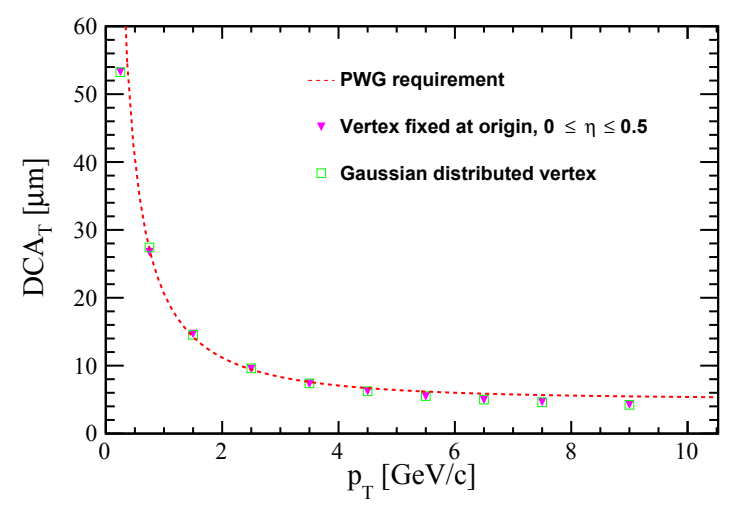 60
50
40
30
20
10
0
DCA_T [μm]
PWG requirement
Vertex fixed at origin, 0 ≤ η ≤ 0.5
Gaussian distributed vertex
0 2 4 6 8 10
p_T [GeV/c]